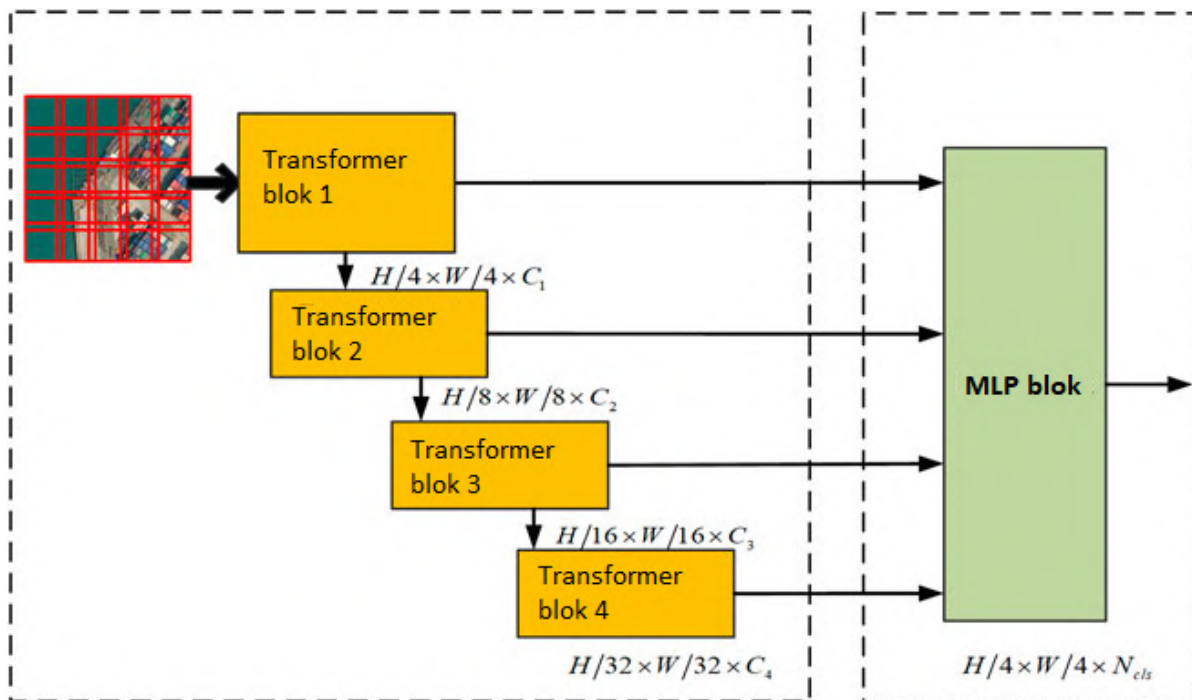 Transformer
blok 1
H/4×W/4×C₁
Transformer
blok 2
H/8×W/8×C₂
Transformer
blok 3
H/16×W/16×C₃
Transformer
blok 4
H/32×W/32×C₄
MLP blok
H/4×W/4×N_cls